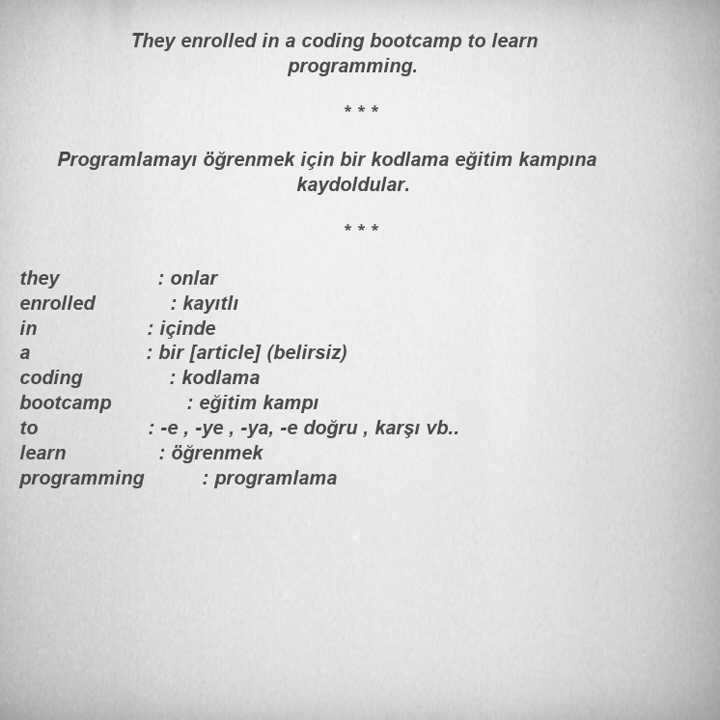 They enrolled in a coding bootcamp to learn
programming.
* * *
Programlamayı öğrenmek için bir kodlama eğitim kampına
kaydoldular.
* * *
they : onlar
enrolled : kayıtlı
in : içinde
a : bir [article] (belirsiz)
coding : kodlama
bootcamp : eğitim kampı
to : -e , -ye , -ya, -e doğru , karşı vb..
learn : öğrenmek
programming : programlama